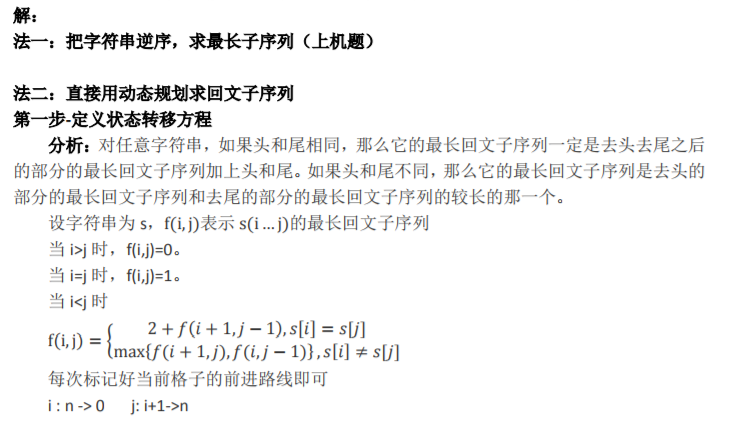 解：
法一：把字符串逆序，求最长子序列（上机题）
法二：直接用动态规划求回文子序列
第一步-定义状态转移方程
分析：对任意字符串，如果头和尾相同，那么它的最长回文子序列一定是去头去尾之后
的部分的最长回文子序列加上头和尾。如果头和尾不同，那么它的最长回文子序列是去头的
部分的最长回文子序列和去尾的部分的最长回文子序列的较长的那一个。
设字符串为 s，f(i,j)表示 s(i…j)的最长回文子序列
当 i>j 时，f(i,j)=0。
当 i=j 时，f(i,j)=1。
当 i<j 时
f(i,j) = { 2 + f(i + 1, j − 1), s[i] = s[j]
max{f(i + 1, j), f(i, j − 1)}, s[i] ≠ s[j]
每次标记好当前格子的前进路线即可
i : n -> 0 j: i+1->n